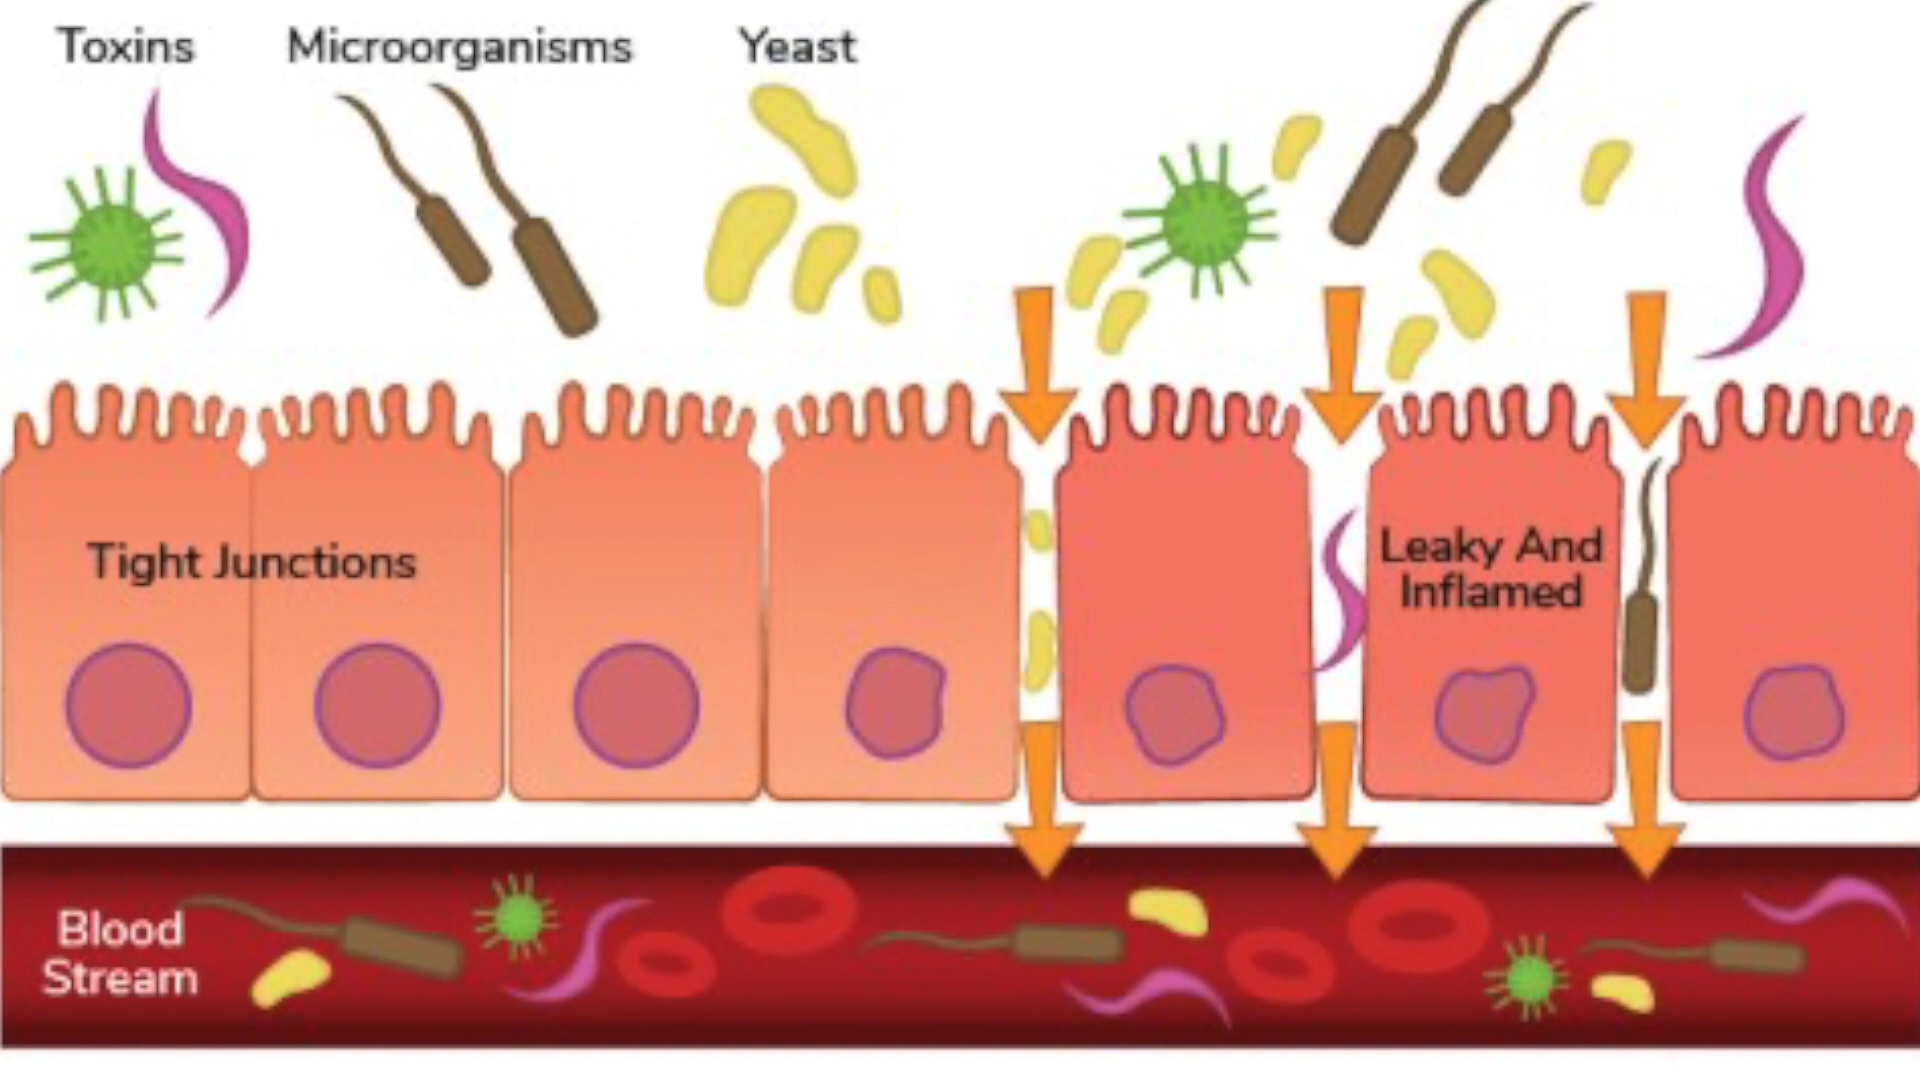 Toxins
Microorganisms
Yeast
Tight Junctions
Leaky And
Inflamed
Blood
Stream